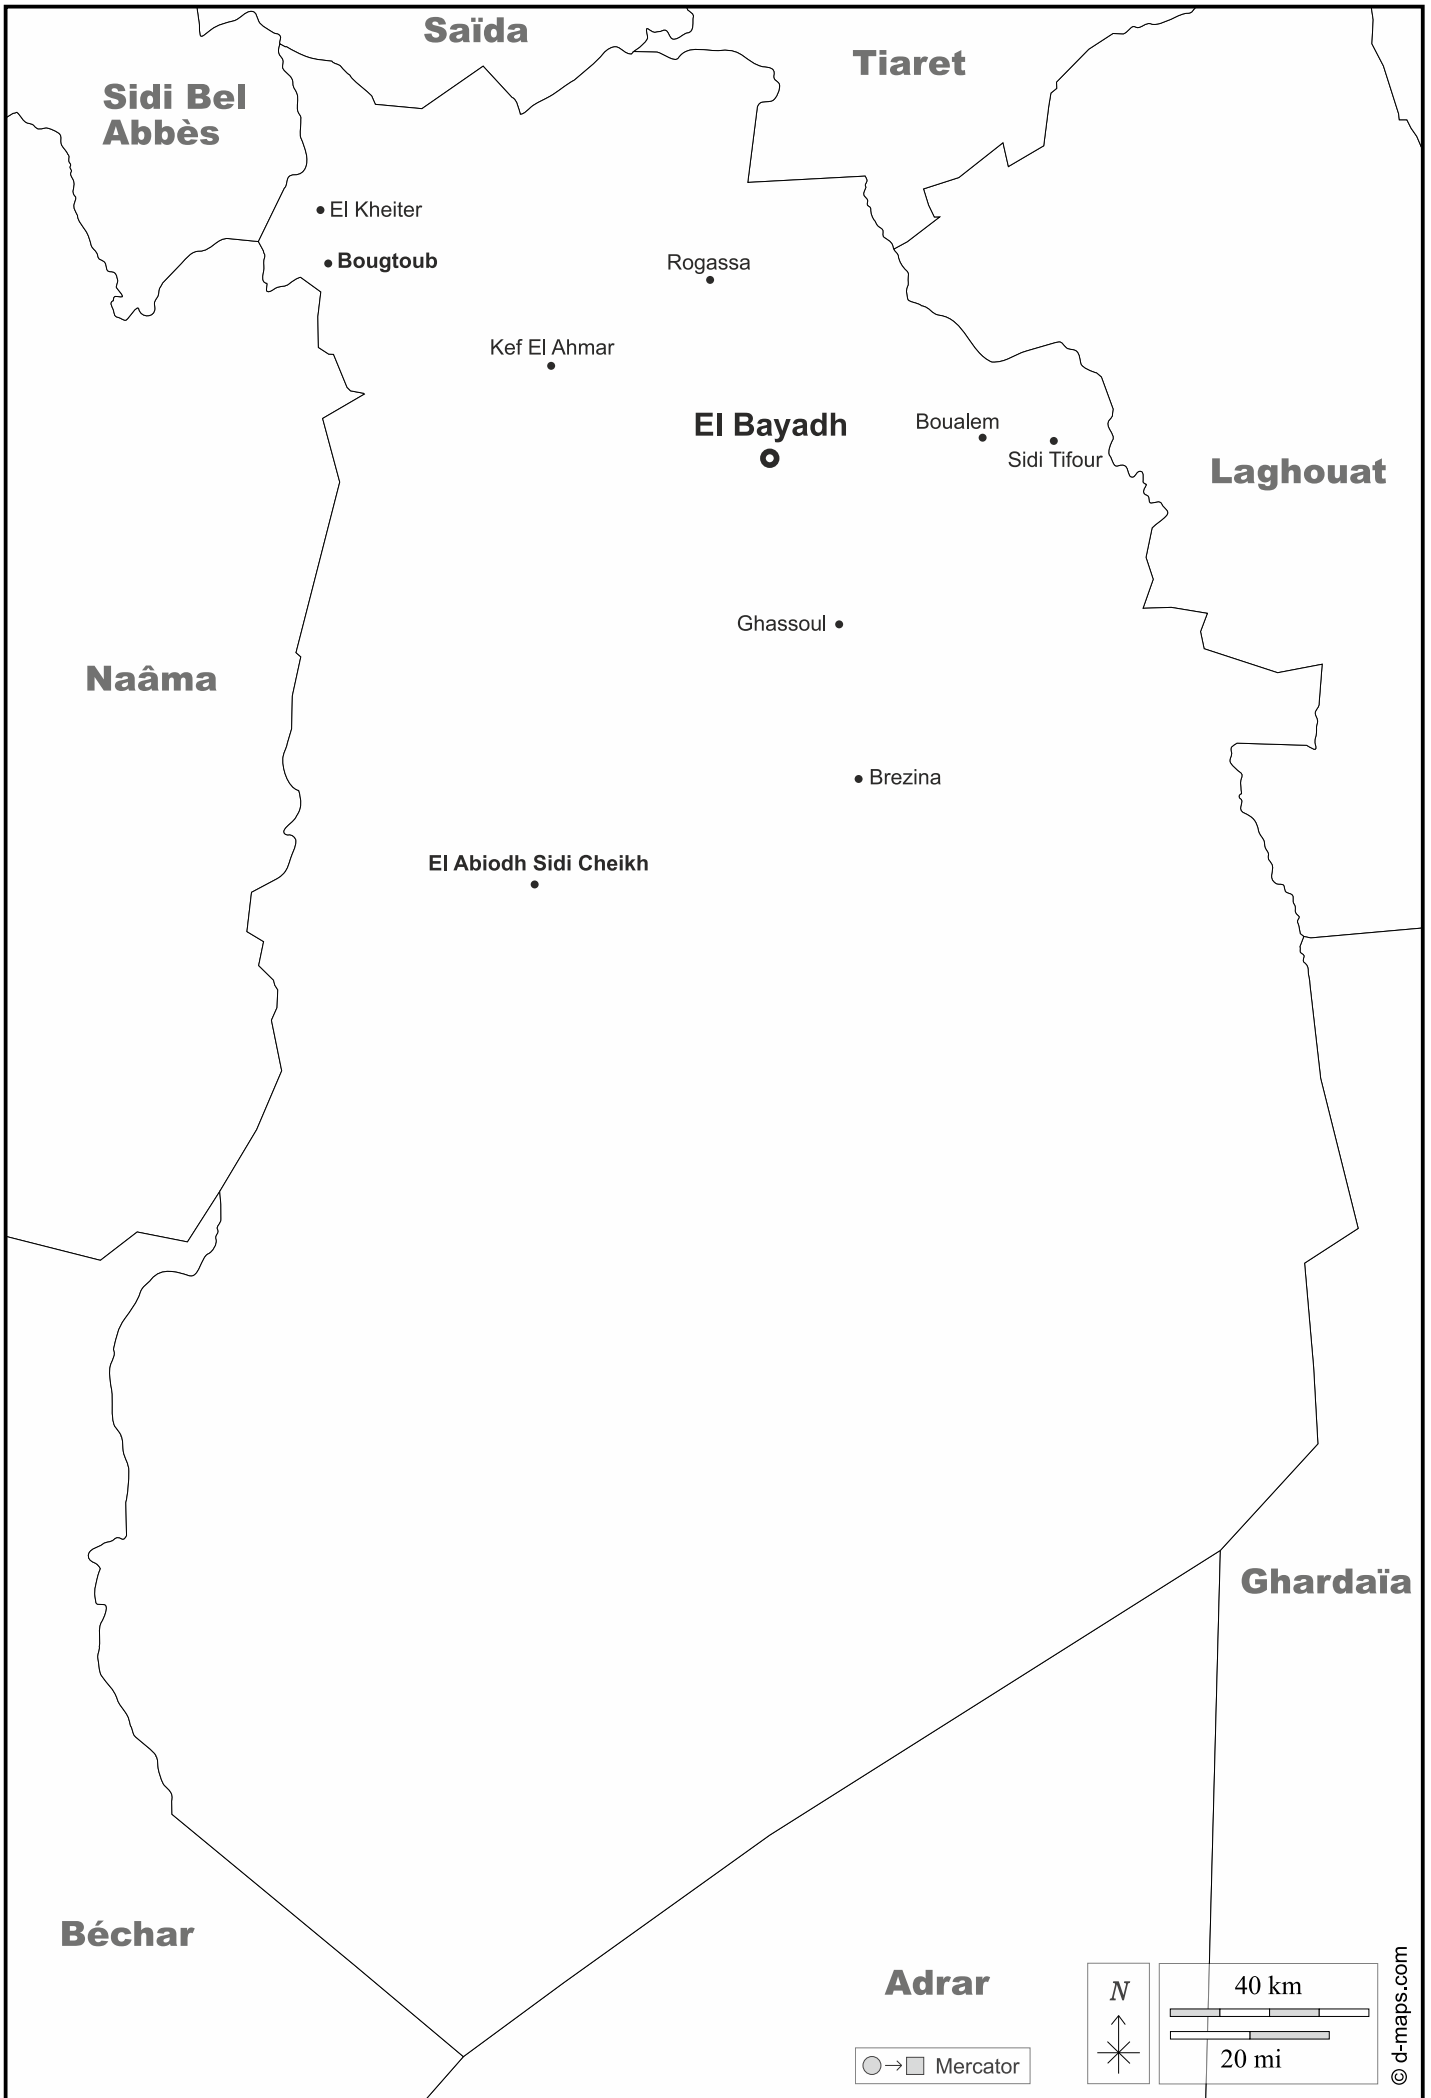 Saïda
Tiaret
Sidi Bel
Abbès
El Kheiter
Bougtoub
Rogassa
Kef El Ahmar
El Bayadh
Boualem
Sidi Tifour
Laghouat
Ghassoul
Naâma
Brezina
El Abiodh Sidi Cheikh
Ghardaïa
Béchar
Adrar
N
40 km
20 mi
Mercator
© d-maps.com